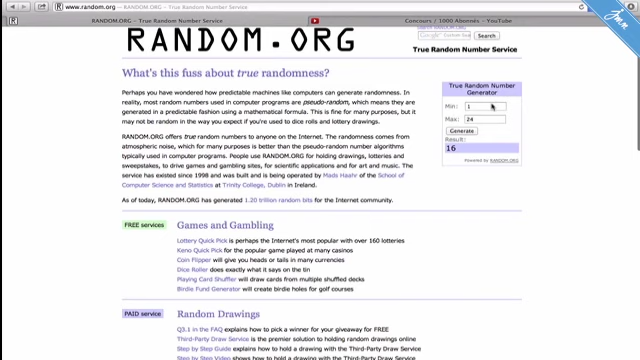 www.random.org — RANDOM.ORG – True Random Number Service
RANDOM.ORG – True Random Number Service
Concours / 1000 Abonnés – YouTube
RANDOM.ORG
Search
True Random Number Service
What's this fuss about true randomness?
Perhaps you have wondered how predictable machines like computers can generate randomness. In
reality, most random numbers used in computer programs are pseudo-random, which means they are
generated in a predictable fashion using a mathematical formula. This is fine for many purposes, but it
may not be random in the way you expect if you're used to dice rolls and lottery drawings.
RANDOM.ORG offers true random numbers to anyone on the Internet. The randomness comes from
atmospheric noise, which for many purposes is better than the pseudo-random number algorithms
typically used in computer programs. People use RANDOM.ORG for holding drawings, lotteries and
sweepstakes, to drive games and gambling sites, for scientific applications and for art and music. The
service has existed since 1998 and was built and is being operated by Mads Haahr of the School of
Computer Science and Statistics at Trinity College, Dublin in Ireland.
As of today, RANDOM.ORG has generated 1.20 trillion random bits for the Internet community.
True Random Number
Generator
Min: 1
Max: 24
Generate
Result:
16
Powered by RANDOM.ORG
FREE services
Games and Gambling
Lottery Quick Pick is perhaps the Internet's most popular with over 160 lotteries
Keno Quick Pick for the popular game played at many casinos
Coin Flipper will give you heads or tails in many currencies
Dice Roller does exactly what it says on the tin
Playing Card Shuffler will draw cards from multiple shuffled decks
Birdie Fund Generator will create birdie holes for golf courses
PAID service
Random Drawings
Q3.1 in the FAQ explains how to pick a winner for your giveaway for FREE
Third-Party Draw Service is the premier solution to holding random drawings online
Step by Step Guide explains how to hold a drawing with the Third-Party Draw Service
Step by Step Video shows how to hold a drawing with the Third-Party Draw Service